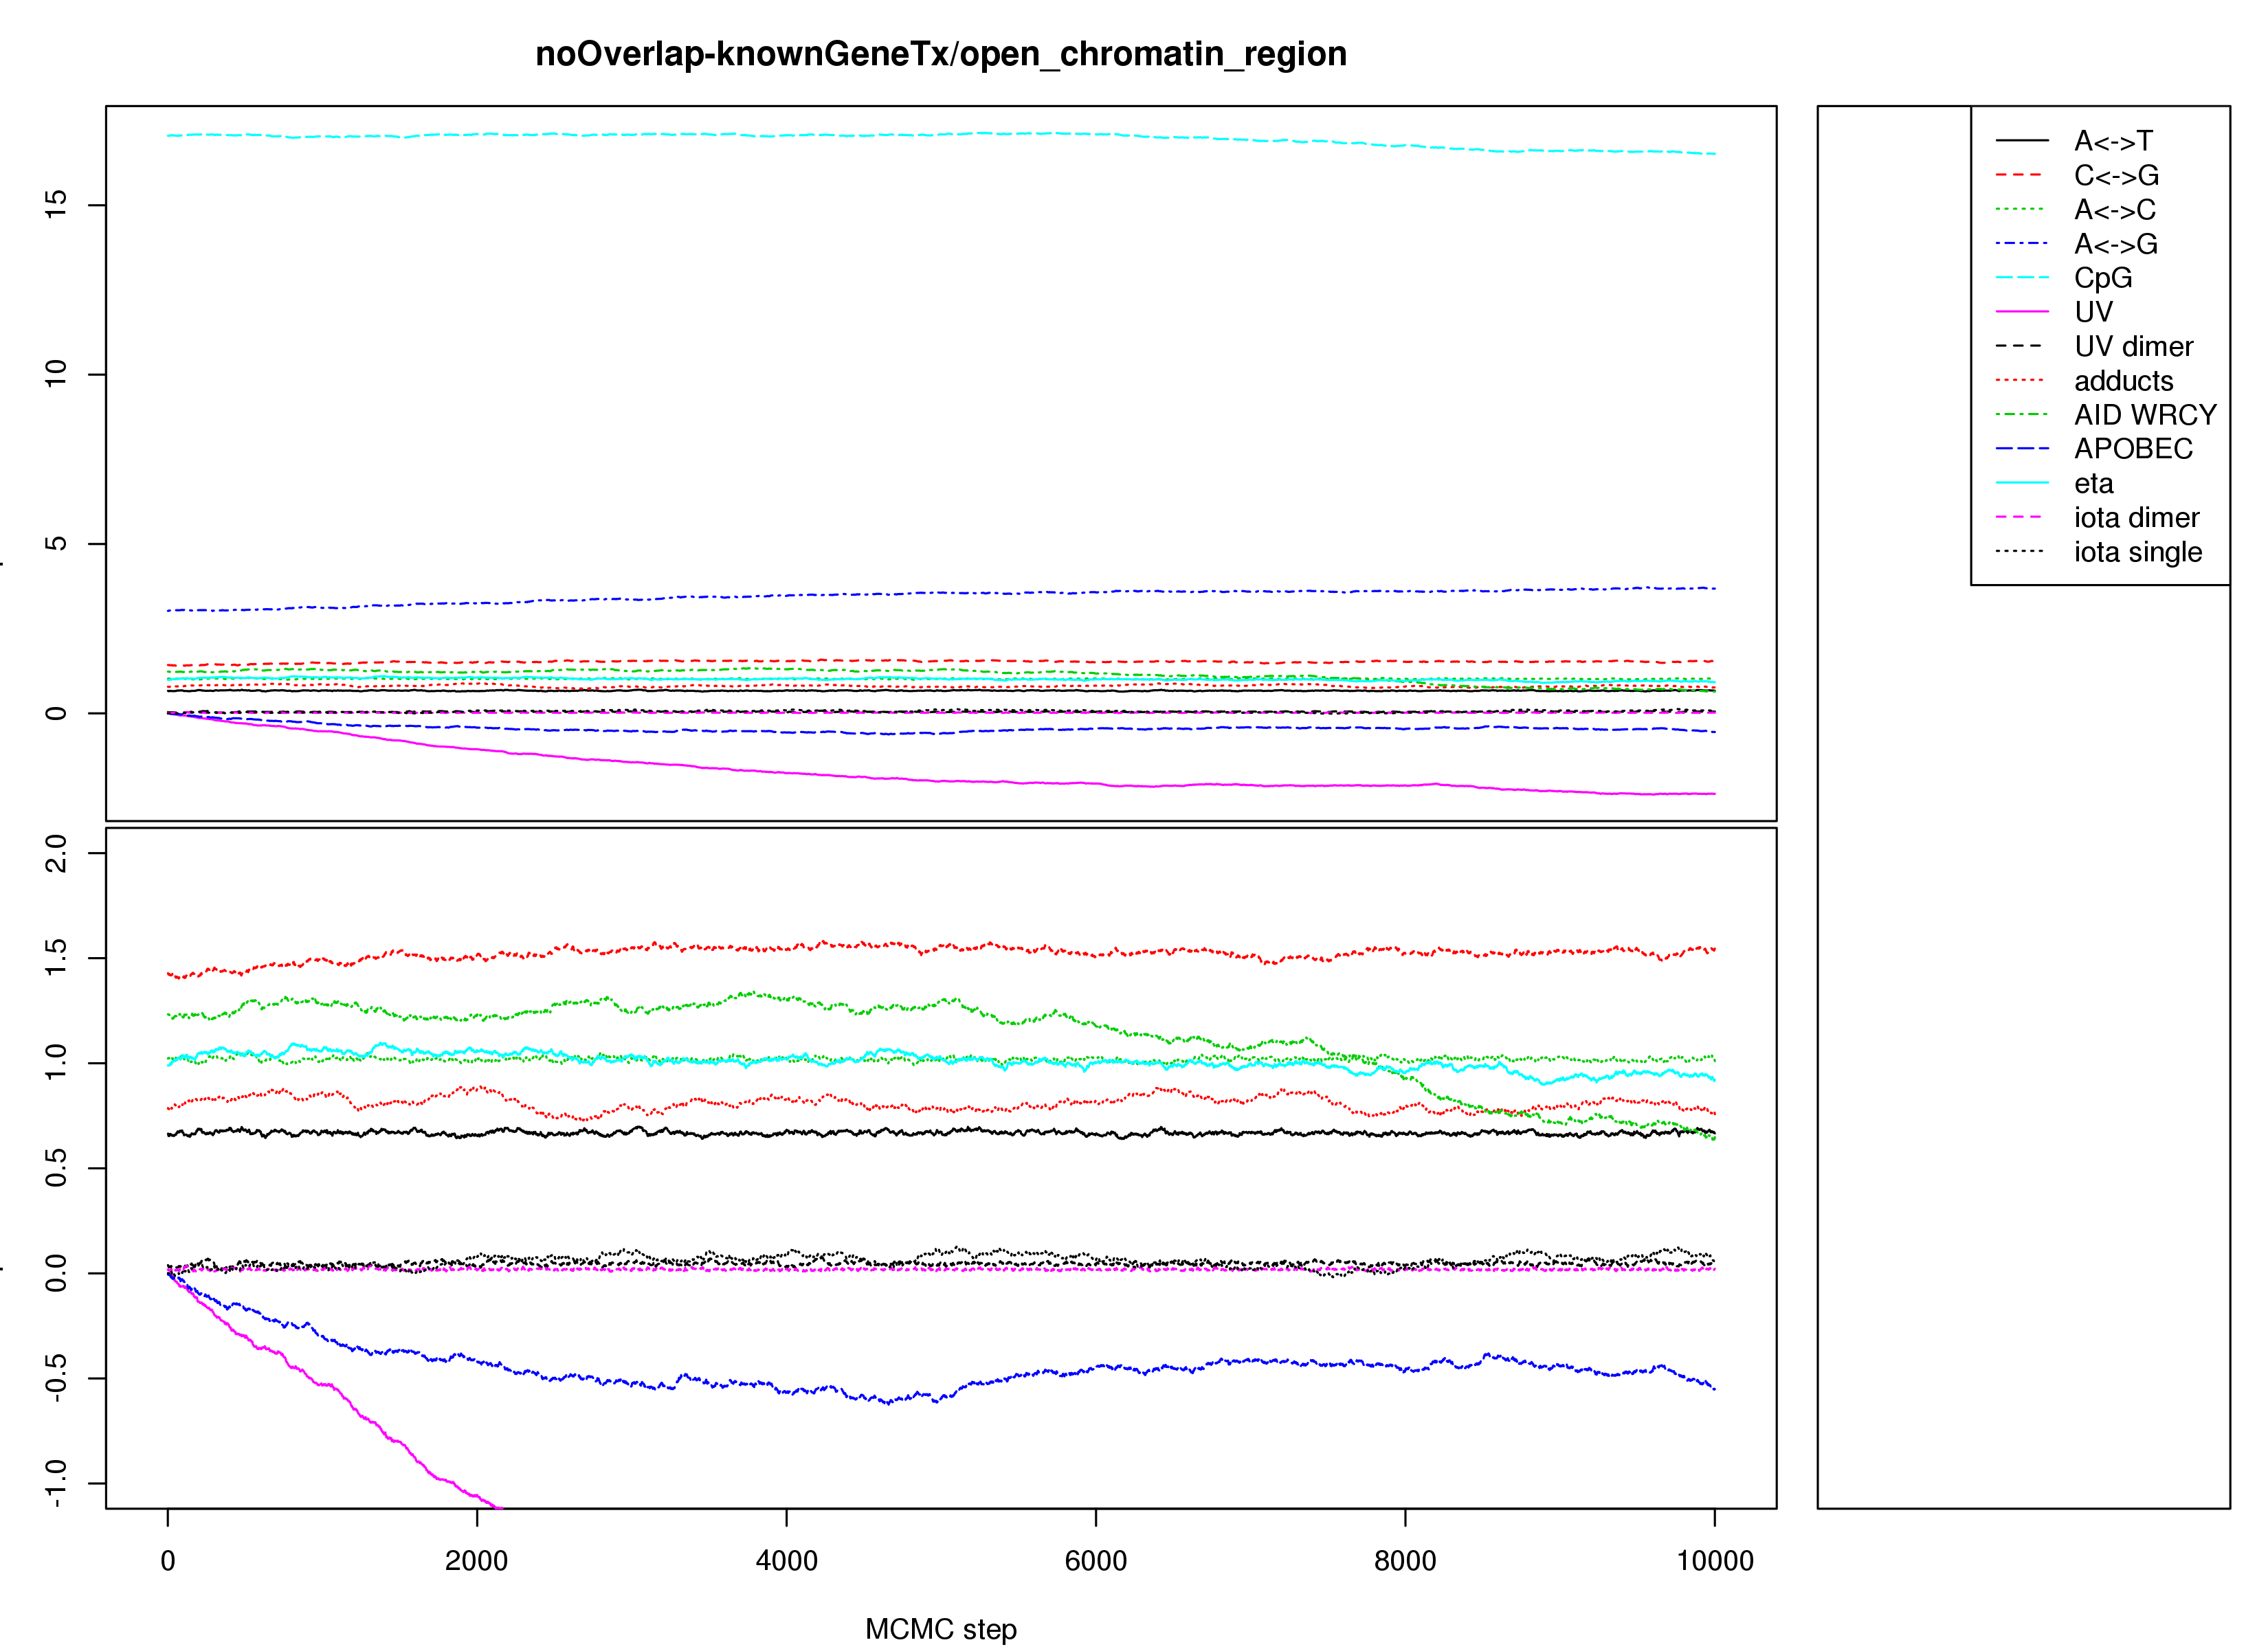 noOverlap-knownGeneTx/open_chromatin_region
15
10
5
0
A<->T
C<->G
A<->C
A<->G
CpG
UV
UV dimer
adducts
AID WRCY
APOBEC
eta
iota dimer
iota single
2.0
1.5
1.0
0.5
0.0
-0.5
-1.0
0 2000 4000 6000 8000 10000
MCMC step